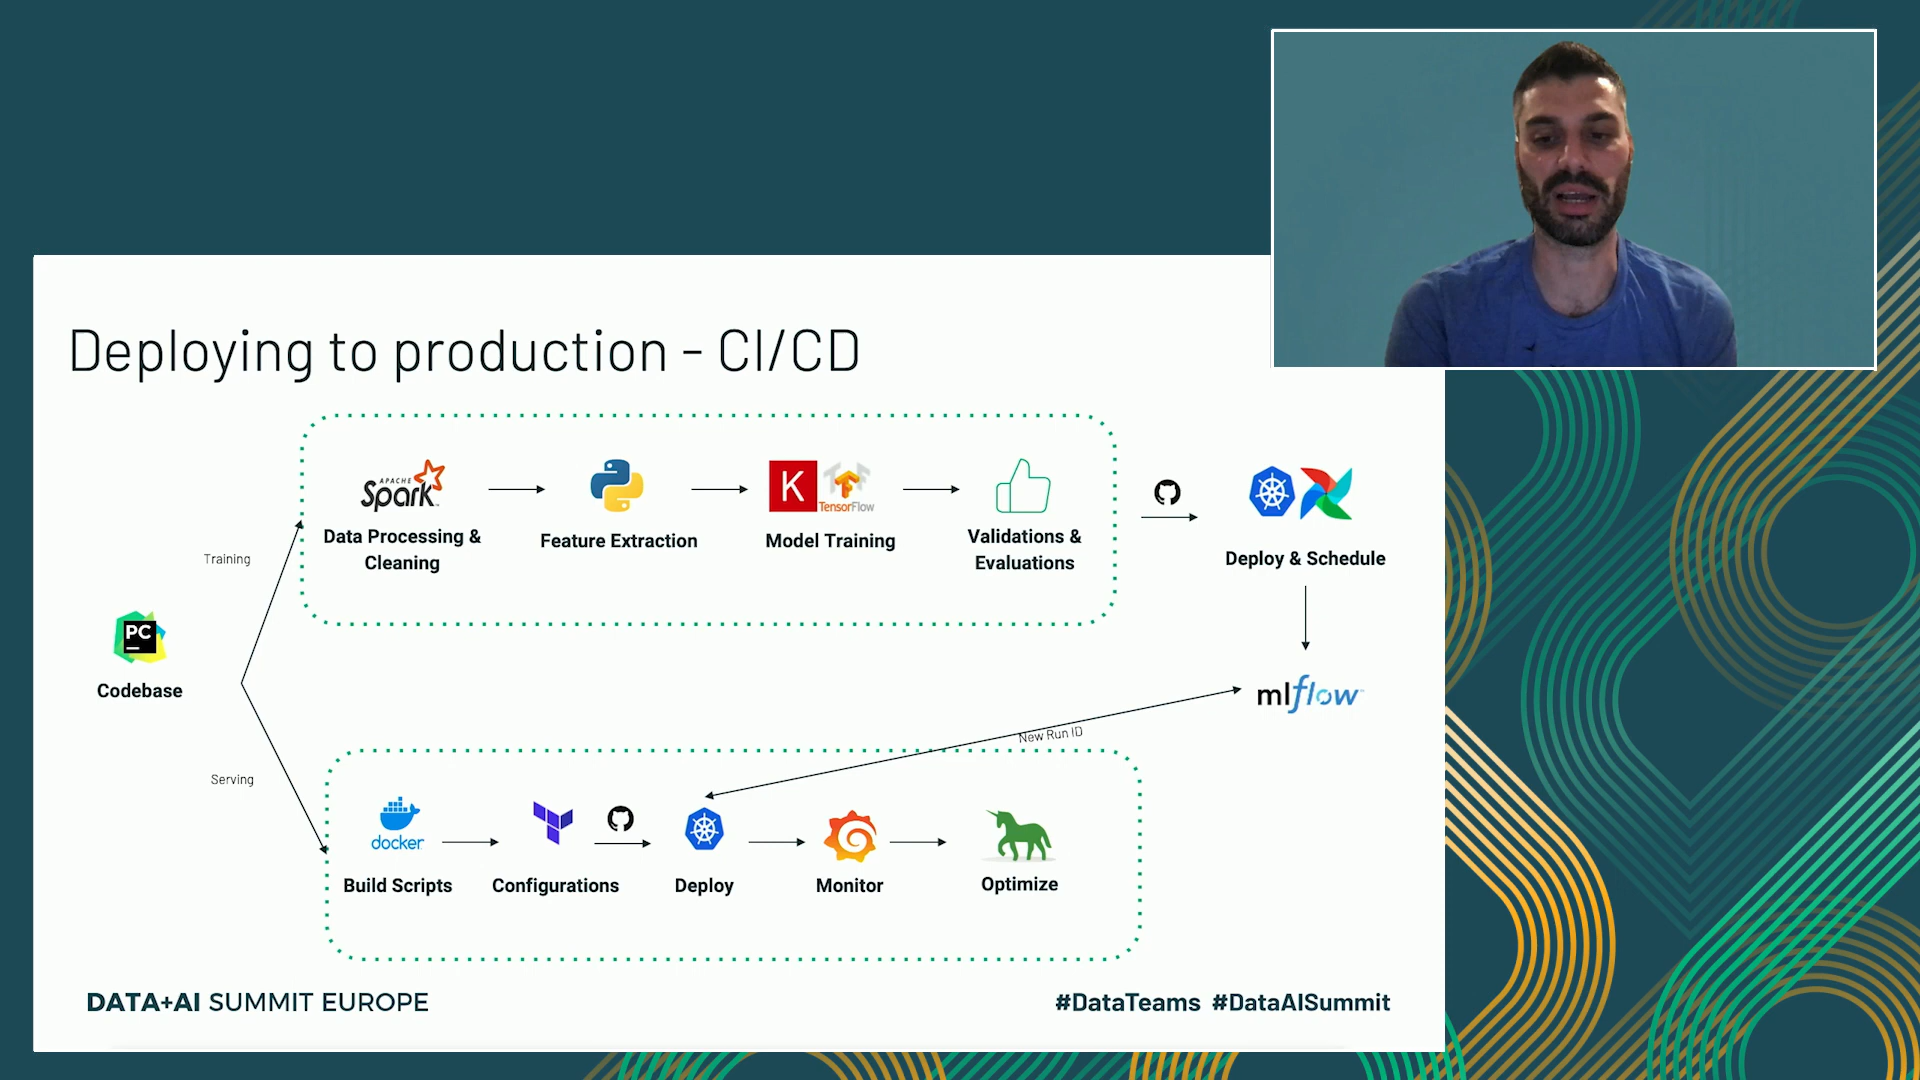 Deploying to production - CI/CD
APACHE
Spark
K
TensorFlow
Data Processing &
Cleaning
Feature Extraction
Model Training
Validations &
Evaluations
Deploy & Schedule
Training
PC
Codebase
mlflow
New Run ID
Serving
docker
Build Scripts
Configurations
Deploy
Monitor
Optimize
DATA+AI SUMMIT EUROPE
#DataTeams #DataAISummit